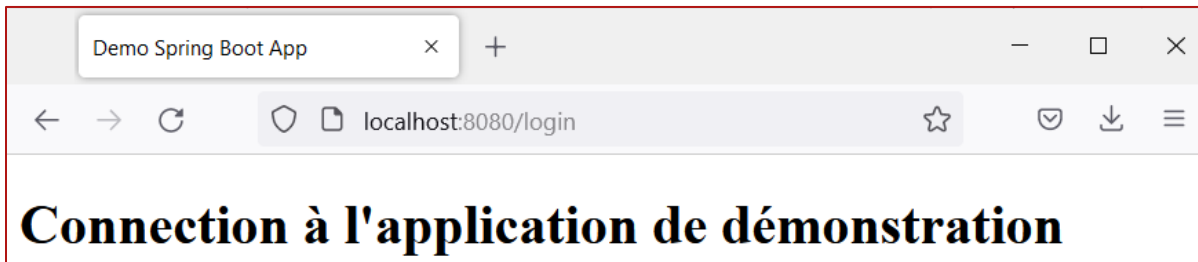 Demo Spring Boot App
localhost:8080/login
Connection à l'application de démonstration